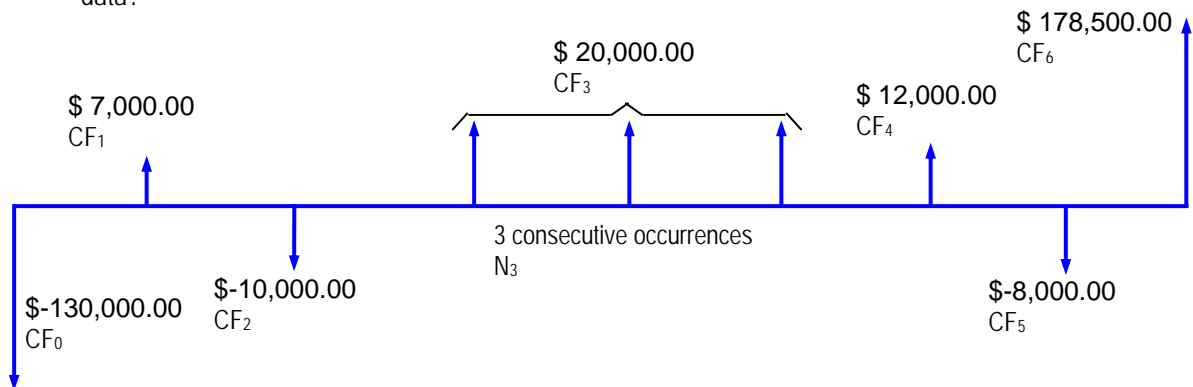 data?
$ 178,500.00
CF6
$ 20,000.00
CF3
$ 7,000.00
CF1
$ 12,000.00
CF4
3 consecutive occurrences
N3
$-130,000.00
CF0
$-10,000.00
CF2
$-8,000.00
CF5